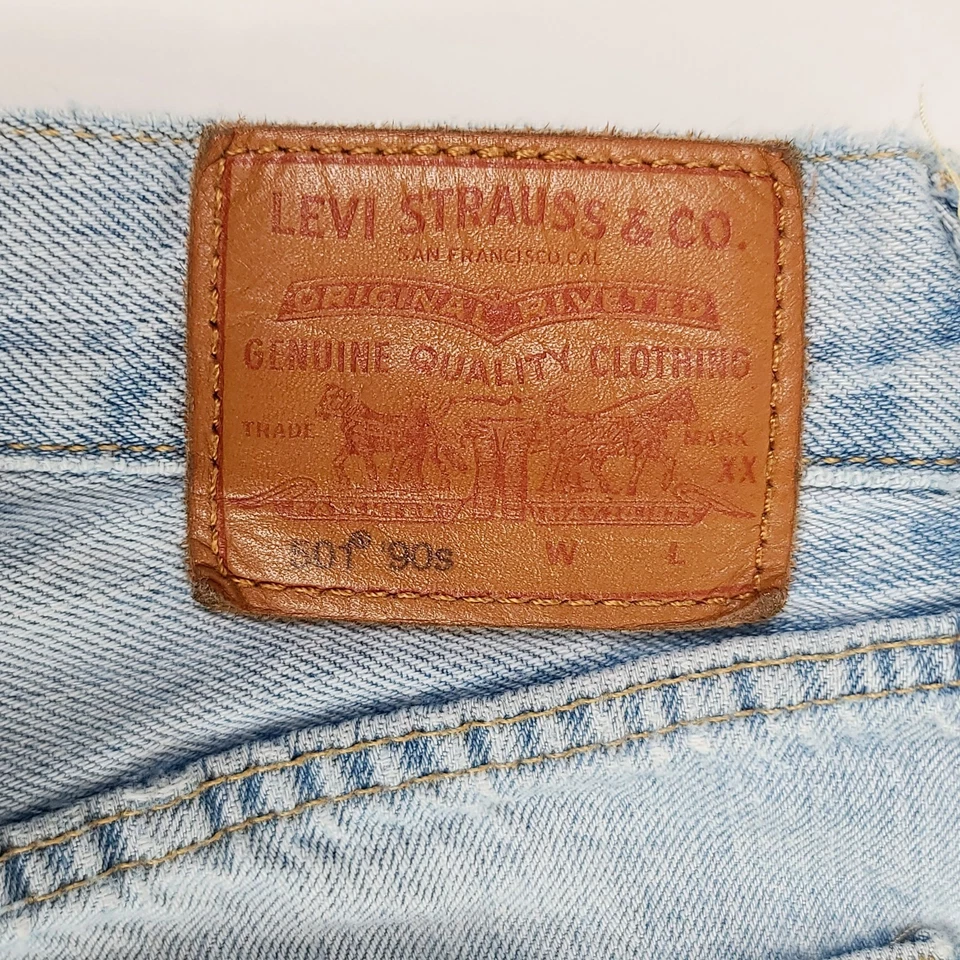 LEVI STRAUSS & CO.
SAN FRANCISCO, CAL
ORIGINAL RIVETED
GENUINE QUALITY CLOTHING
TRADE MARK
XX
501® '90s W L